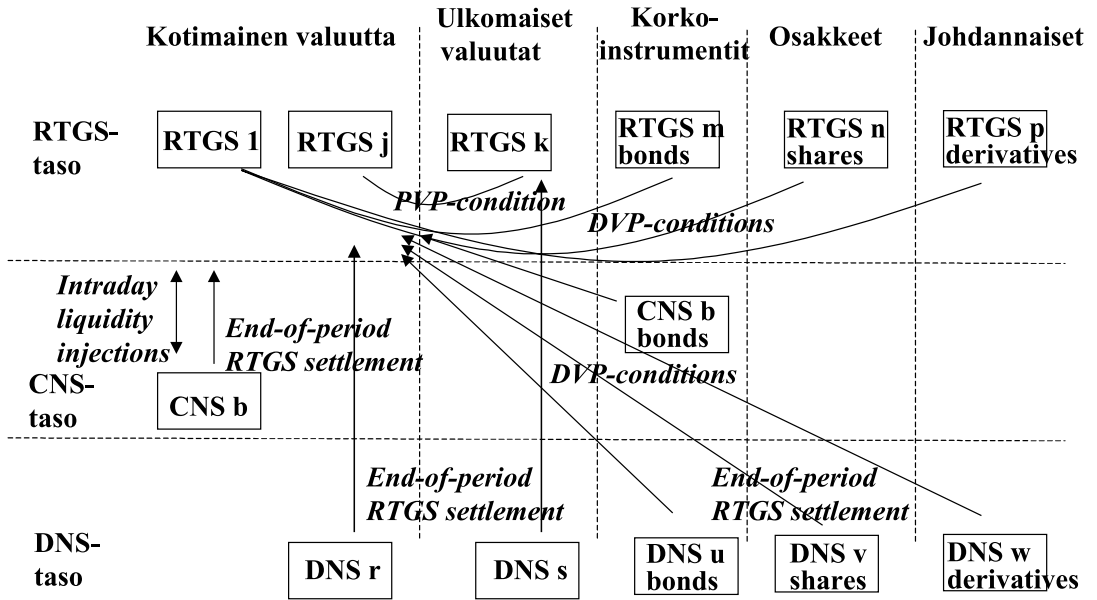 Kotimainen valuutta
Ulkomaiset
valuutat
Korko-
instrumentit
Osakkeet
Johdannaiset
RTGS-
taso
RTGS 1
RTGS j
RTGS k
RTGS m
bonds
RTGS n
shares
RTGS p
derivatives
PVP-condition
DVP-conditions
Intraday
liquidity
injections
End-of-period
RTGS settlement
CNS b
bonds
DVP-conditions
CNS-
taso
CNS b
End-of-period
RTGS settlement
End-of-period
RTGS settlement
DNS-
taso
DNS r
DNS s
DNS u
bonds
DNS v
shares
DNS w
derivatives